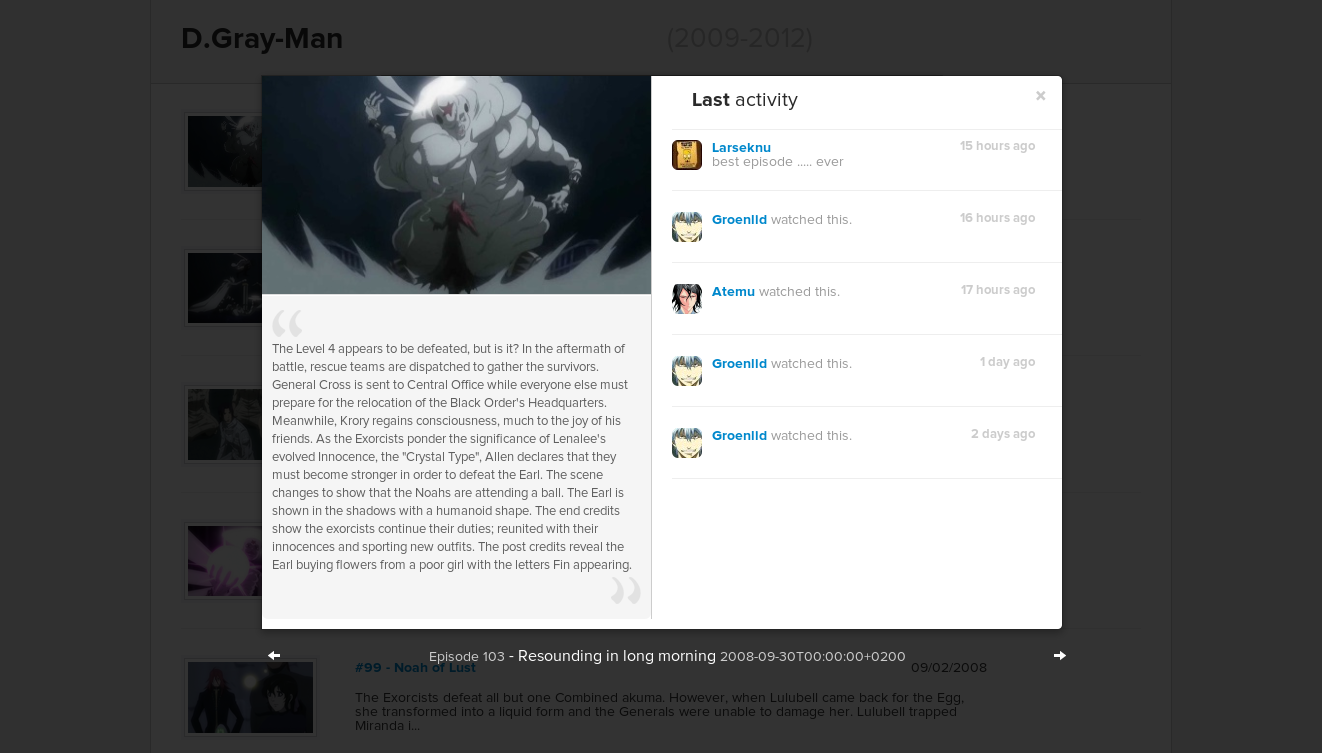 D.Gray-Man
(2009-2012)
Last activity
×
Larseknu
15 hours ago
best episode ..... ever
Groenlid watched this.
16 hours ago
Atemu watched this.
17 hours ago
Groenlid watched this.
1 day ago
Groenlid watched this.
2 days ago
“
The Level 4 appears to be defeated, but is it? In the aftermath of
battle, rescue teams are dispatched to gather the survivors.
General Cross is sent to Central Office while everyone else must
prepare for the relocation of the Black Order's Headquarters.
Meanwhile, Krory regains consciousness, much to the joy of his
friends. As the Exorcists ponder the significance of Lenalee's
evolved Innocence, the "Crystal Type", Allen declares that they
must become stronger in order to defeat the Earl. The scene
changes to show that the Noahs are attending a ball. The Earl is
shown in the shadows with a humanoid shape. The end credits
show the exorcists continue their duties; reunited with their
innocences and sporting new outfits. The post credits reveal the
Earl buying flowers from a poor girl with the letters Fin appearing.
”
Episode 103 - Resounding in long morning 2008-09-30T00:00:00+0200
#99 - Noah of Lust
09/02/2008
The Exorcists defeat all but one Combined akuma. However, when Lulubell came back for the Egg,
she transformed into a liquid form and the Generals were unable to damage her. Lulubell trapped
Miranda i...